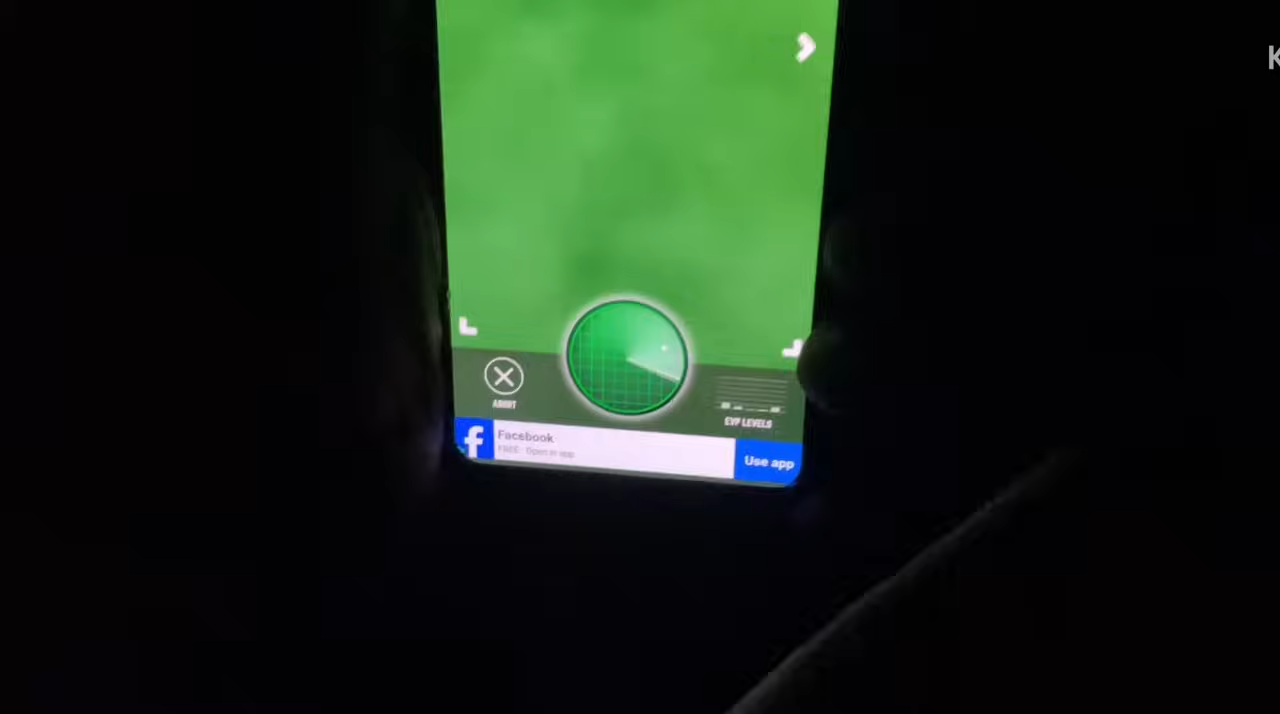 K
ABORT
EVP LEVELS
f
Facebook
FREE · Open in app
Use app